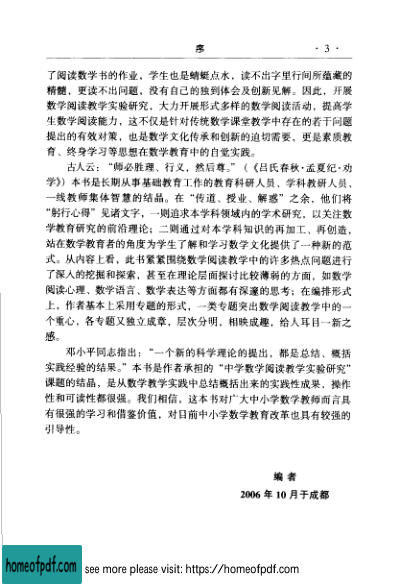 序
· 3 ·
了阅读数学书的作业，学生也是蜻蜓点水，读不出字里行间所蕴藏的
精髓，更读不出问题，没有自己的独到体会及创新见解。因此，开展
数学阅读教学实验研究，大力开展形式多样的数学阅读活动，提高学
生数学阅读能力，这不仅是针对传统数学课堂教学中存在的若干问题
提出的有效对策，也是数学文化传承和创新的迫切需要，更是素质教
育、终身学习等思想在数学教育中的自觉实践。
古人云：“师必胜理、行义，然后尊。”（《吕氏春秋·孟夏纪·劝
学》）本书是长期从事基础教育工作的教育科研人员、学科教研人员、
一线教师集体智慧的结晶。在“传道、授业、解惑”之余，他们将
“躬行心得”见诸文字，一则追求本学科领域内的学术研究，以关注数
学教育研究的前沿理论；二则通过对本学科知识的再加工、再创造，
站在数学教育者的角度为学生了解和学习数学文化提供了一种新的范
式。从内容上看，此书紧紧围绕数学阅读教学中的许多热点问题进行
了深入的挖掘和探索，甚至在理论层面探讨比较薄弱的方面，如数学
阅读心理、数学语言、数学表达等方面都有深邃的思考；在编排形式
上，作者基本上采用专题的形式，一类专题突出数学阅读教学中的一
个重心，各专题又独立成章，层次分明，相映成趣，给人耳目一新之
感。
邓小平同志指出：“一个新的科学理论的提出，都是总结、概括
实践经验的结果。”本书是作者承担的“中学数学阅读教学实验研究”
课题的结晶，是从数学教学实践中总结概括出来的实践性成果，操作
性和可读性都很强。我们相信，这本书对广大中小学数学教师而言具
有很强的学习和借鉴价值，对目前中小学数学教育改革也具有较强的
引导性。
编 者
2006 年 10 月于成都
homeofpdf.com
see more please visit: https://homeofpdf.com